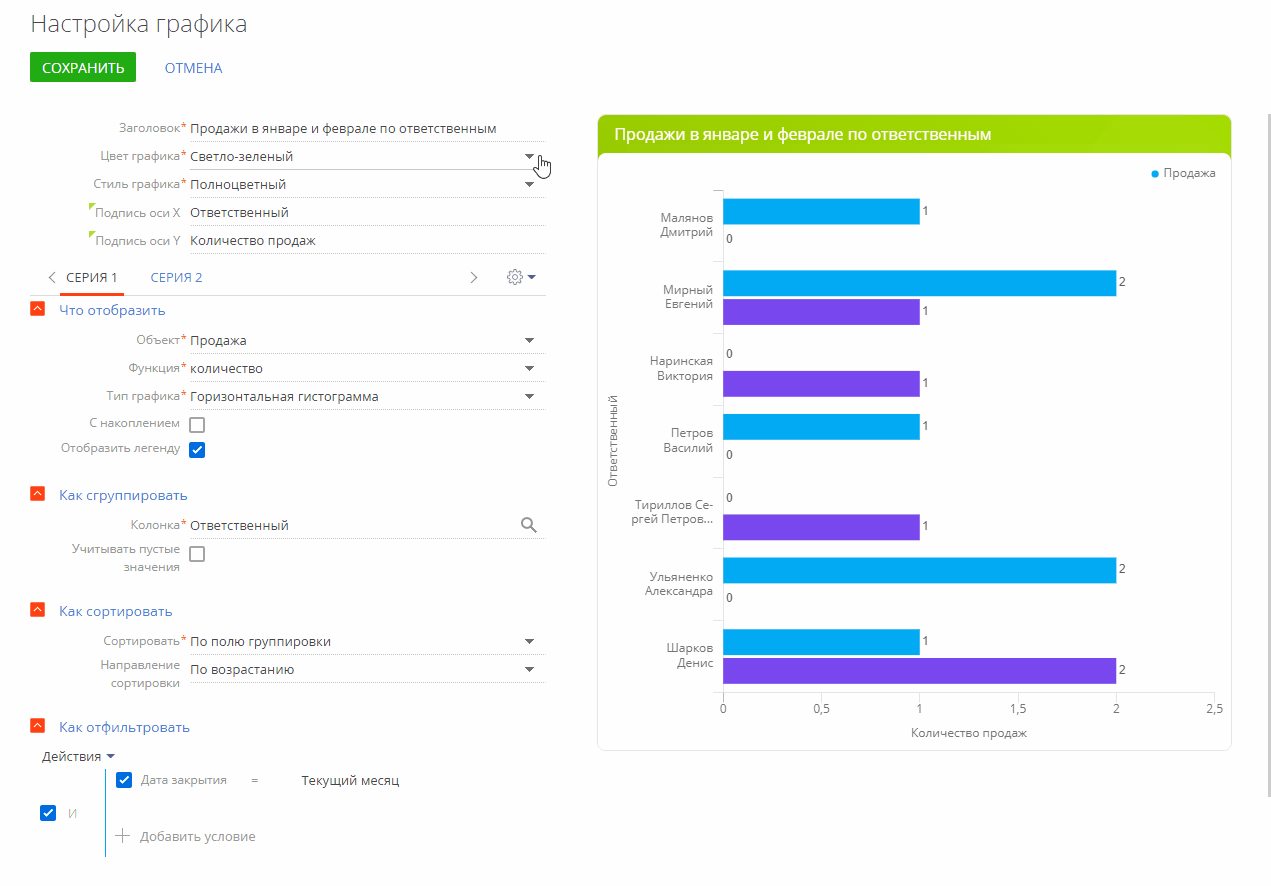 Настройка графика
СОХРАНИТЬ ОТМЕНА
Заголовок* Продажи в январе и феврале по ответственным
Цвет графика* Светло-зеленый
Стиль графика* Полноцветный
Подпись оси X Ответственный
Подпись оси Y Количество продаж
СЕРИЯ 1 СЕРИЯ 2
Что отобразить
Объект* Продажа
Функция* количество
Тип графика* Горизонтальная гистограмма
С накоплением
Отобразить легенду
Как сгруппировать
Колонка* Ответственный
Учитывать пустые
значения
Как сортировать
Сортировать* По полю группировки
Направление
сортировки По возрастанию
Как отфильтровать
Действия
Дата закрытия = Текущий месяц
И
Добавить условие
Продажи в январе и феврале по ответственным
Продажа
Ответственный
Малянов
Дмитрий
1
0
Мирный
Евгений
2
1
Наринская
Виктория
0
1
Петров
Василий
1
0
Тириллов Се-
ргей Петров...
0
1
Ульяненко
Александра
2
0
Шарков
Денис
1
2
0 0,5 1 1,5 2 2,5
Количество продаж